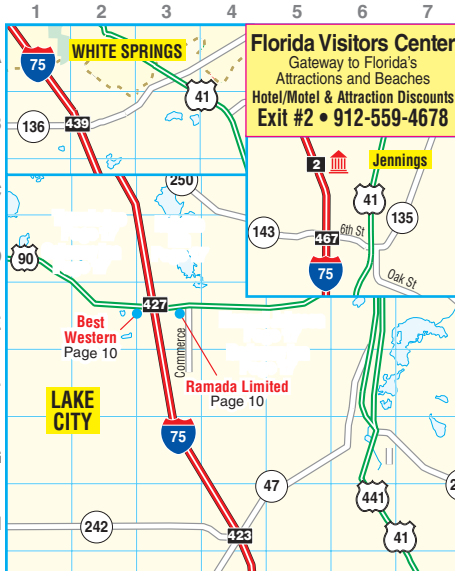 1 2 3 4 5 6 7
WHITE SPRINGS
75
41
136
439
Florida Visitors Center
Gateway to Florida's
Attractions and Beaches
Hotel/Motel & Attraction Discounts
Exit #2 • 912-559-4678
2
Jennings
41
135
143
467
6th St
75
Oak St
250
90
427
Best
Western
Page 10
Commerce
Ramada Limited
Page 10
LAKE
CITY
75
47
441
242
423
41